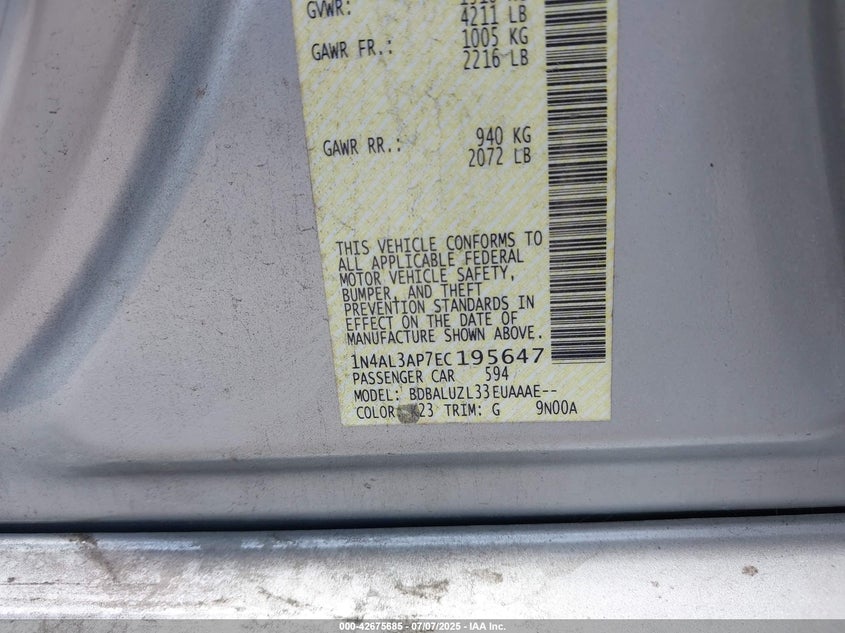 GVWR:
4211 LB
GAWR FR.: 1005 KG
2216 LB
GAWR RR.: 940 KG
2072 LB
THIS VEHICLE CONFORMS TO
ALL APPLICABLE FEDERAL
MOTOR VEHICLE SAFETY,
BUMPER, AND THEFT
PREVENTION STANDARDS IN
EFFECT ON THE DATE OF
MANUFACTURE SHOWN ABOVE.
1N4AL3AP7EC195647
PASSENGER CAR 594
MODEL: BDBALUZL33EUAAAE--
COLOR: 23 TRIM: G 9N00A
000-42675685 - 07/07/2025 - IAA Inc.